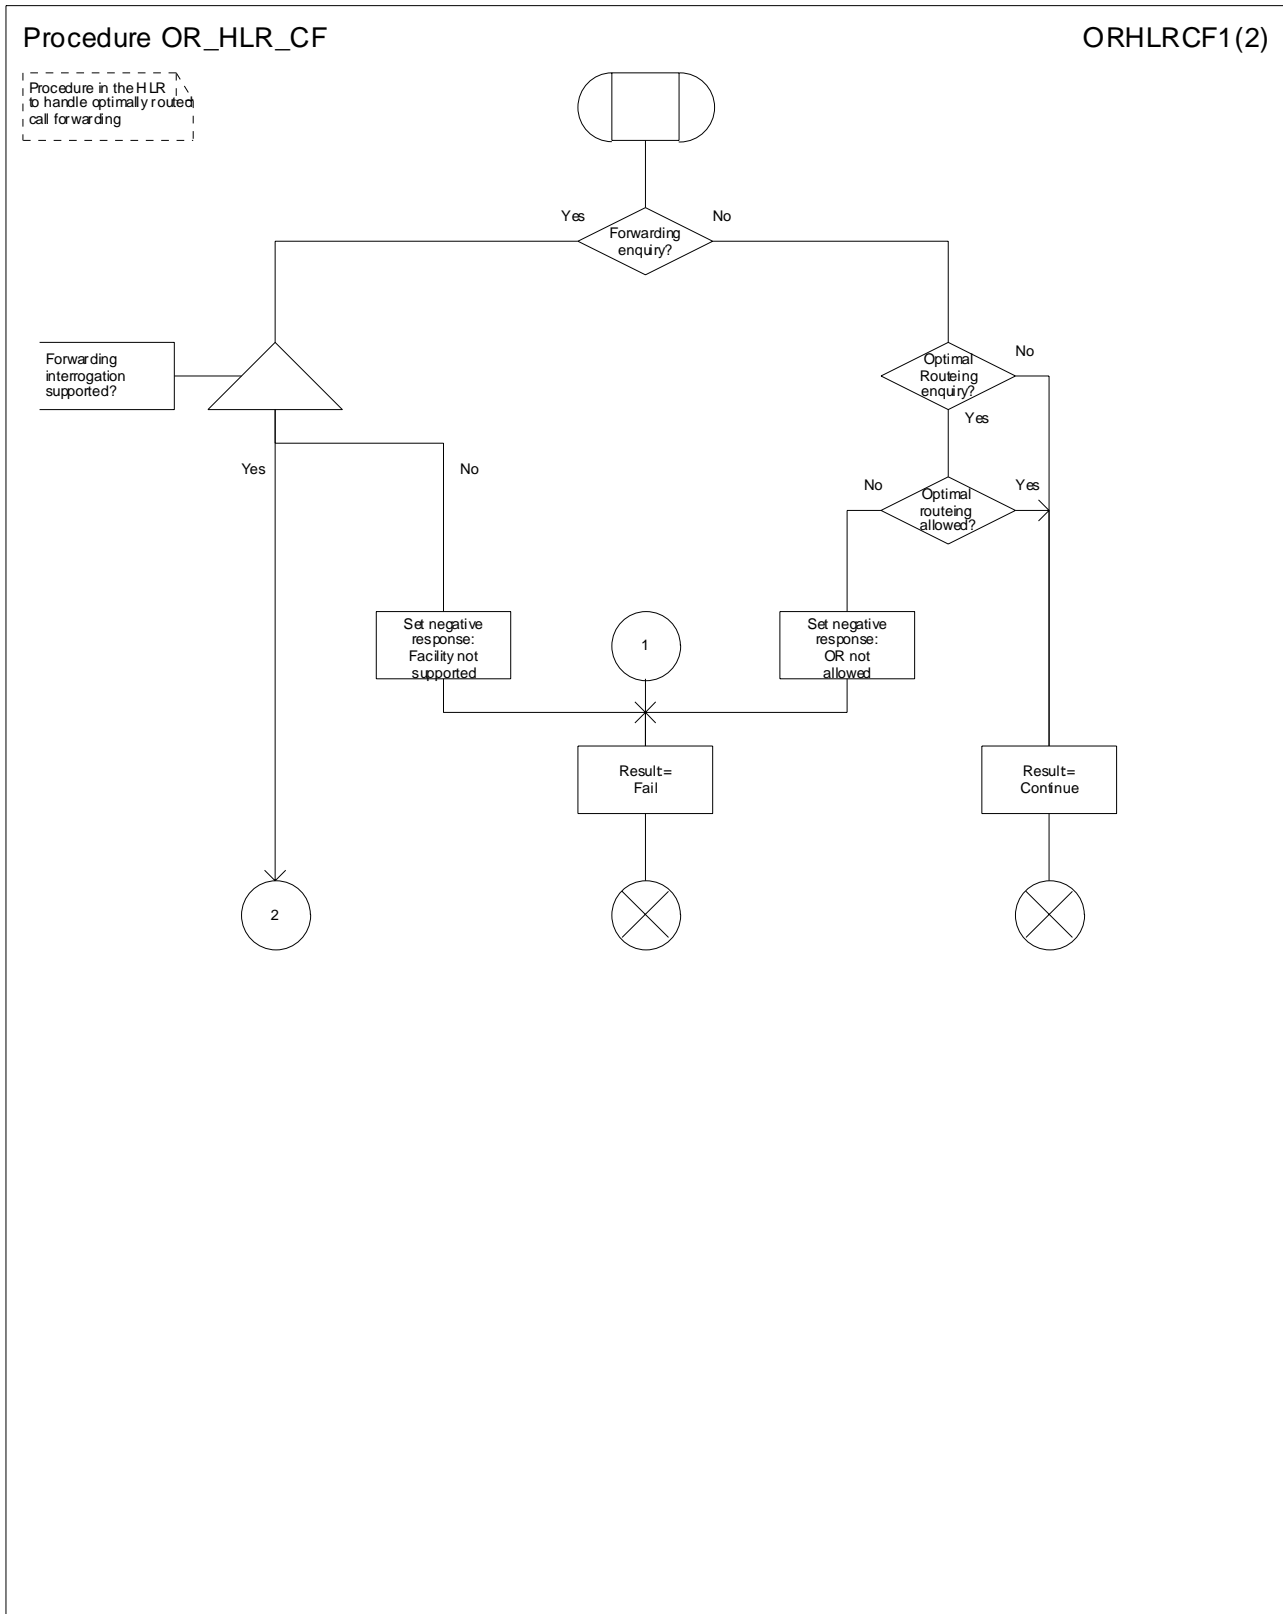 Procedure OR_HLR_CF
ORHLRCF1(2)
Procedure in the HLR
to handle optimally routed
call forwarding
Yes
No
Forwarding
enquiry?
Forwarding
interrogation
supported?
Optimal
Routeing
enquiry?
No
Yes
Yes
No
No
Yes
Optimal
routeing
allowed?
Set negative
response:
Facility not
supported
1
Set negative
response:
OR not
allowed
Result=
Fail
Result=
Continue
2